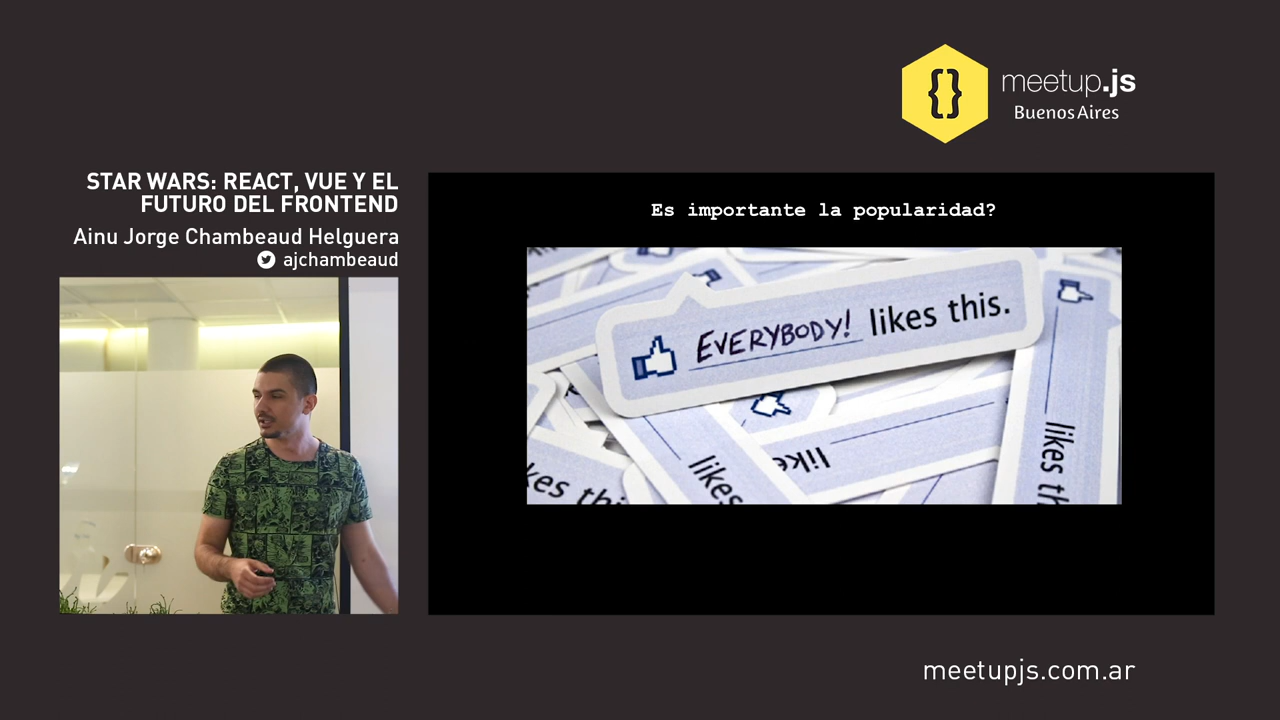 {} meetup.js
Buenos Aires
STAR WARS: REACT, VUE Y EL
FUTURO DEL FRONTEND
Ainu Jorge Chambeaud Helguera
ajchambeaud
Es importante la popularidad?
EVERYBODY! likes this.
likes this
likes
like
likes th
meetupjs.com.ar